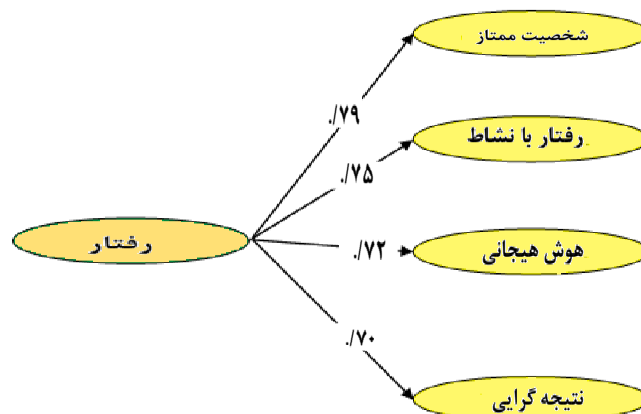 شخصیت ممتاز
./۷۹
رفتار با نشاط
./۷۵
رفتار
./۷۲
هوش هیجانی
./۷۰
نتیجه گرایی